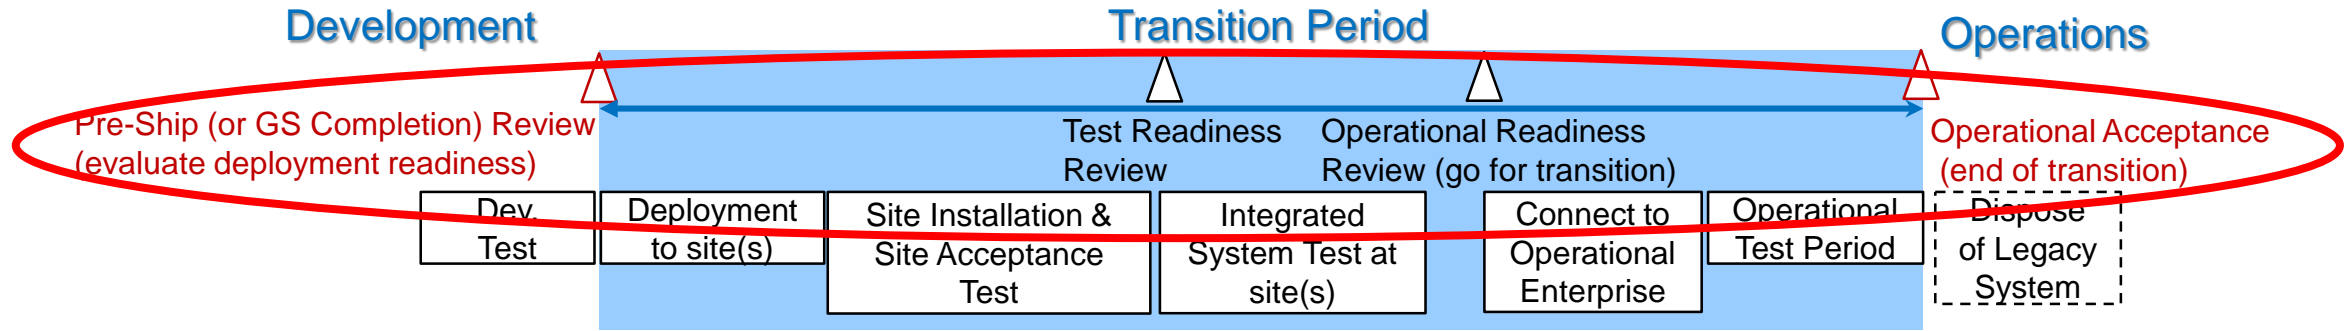 Development
Transition Period
Operations
Pre-Ship (or GS Completion) Review
(evaluate deployment readiness)
Test Readiness
Review
Operational Readiness
Review (go for transition)
Operational Acceptance
(end of transition)
Dev.
Test
Deployment
to site(s)
Site Installation &
Site Acceptance
Test
Integrated
System Test at
site(s)
Connect to
Operational
Enterprise
Operational
Test Period
Dispose
of Legacy
System